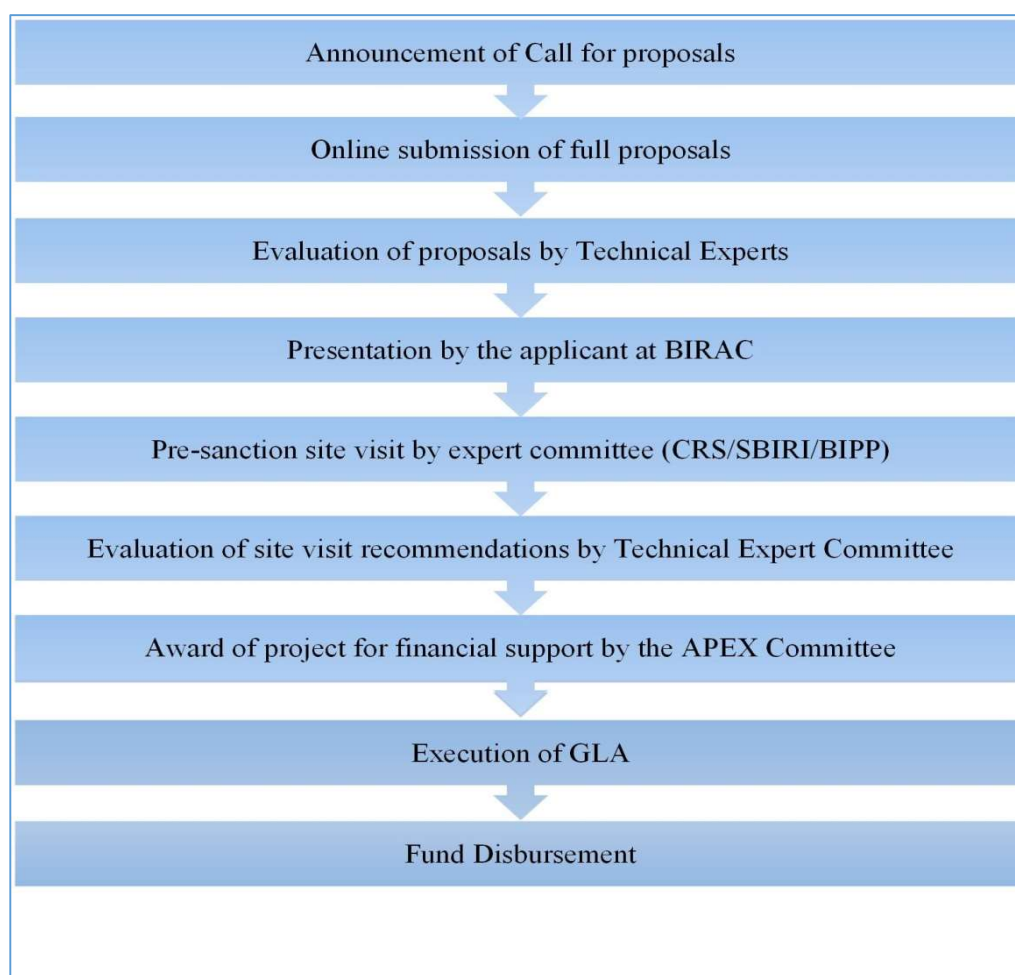 Announcement of Call for proposals
Online submission of full proposals
Evaluation of proposals by Technical Experts
Presentation by the applicant at BIRAC
Pre-sanction site visit by expert committee (CRS/SBIRI/BIPP)
Evaluation of site visit recommendations by Technical Expert Committee
Award of project for financial support by the APEX Committee
Execution of GLA
Fund Disbursement